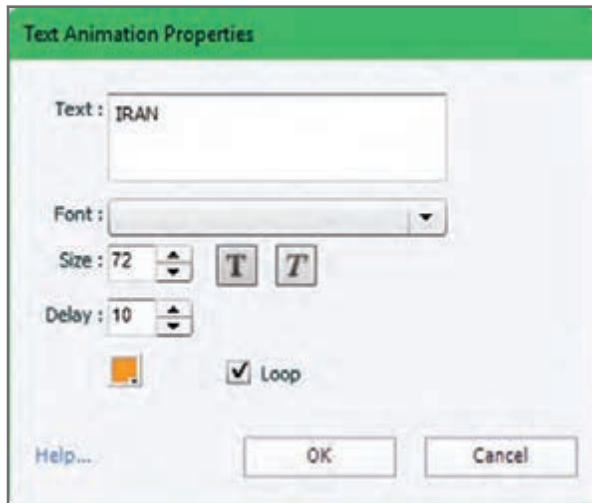 Text Animation Properties
Text : IRAN
Font :
Size : 72 T T
Delay : 10
Loop
Help... OK Cancel